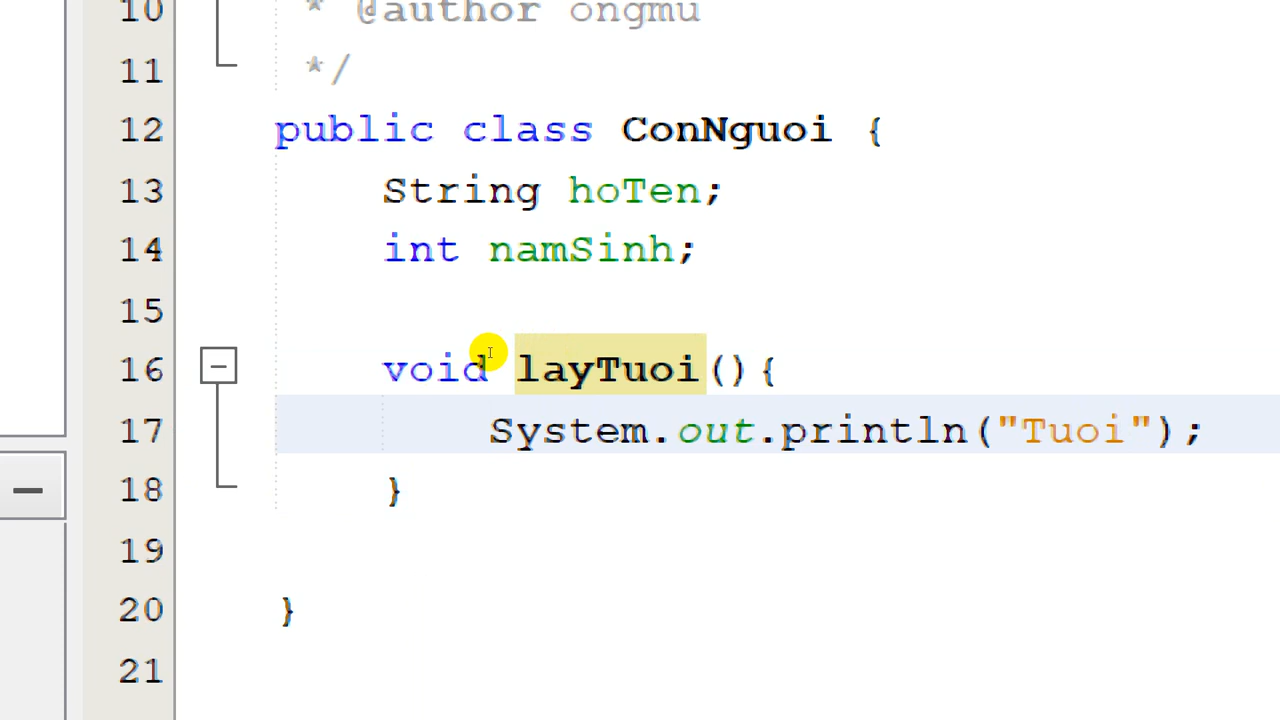 10 * @author ongmu
11 */
12 public class ConNguoi {
13 String hoTen;
14 int namSinh;
15
16 void layTuoi(){
17 System.out.println("Tuoi");
18 }
19
20 }
21